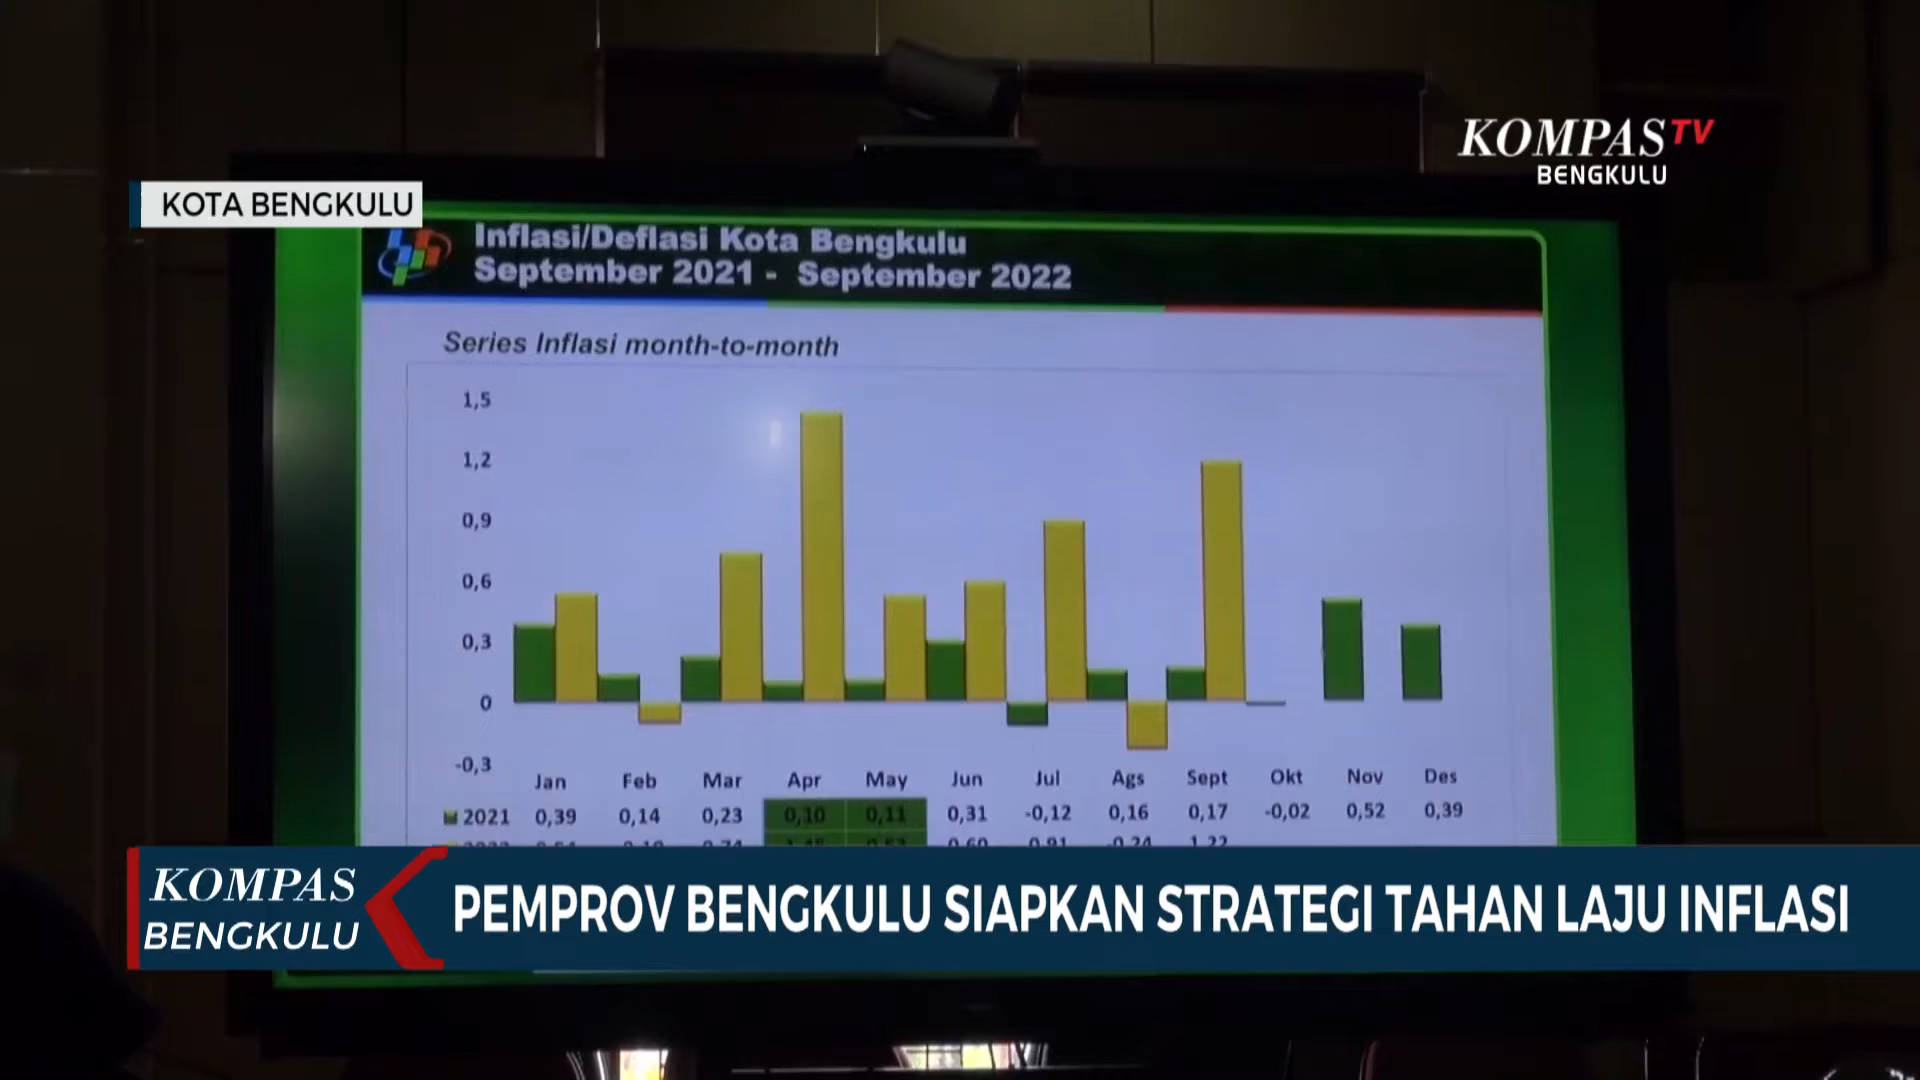 KOMPAS TV
BENGKULU
KOTA BENGKULU
Inflasi/Deflasi Kota Bengkulu
September 2021 - September 2022
Series Inflasi month-to-month
1,5
1,2
0,9
0,6
0,3
0
-0,3
Jan Feb Mar Apr May Jun Jul Ags Sept Okt Nov Des
2021 0,39 0,14 0,23 0,10 0,11 0,31 -0,12 0,16 0,17 -0,02 0,52 0,39
KOMPAS
BENGKULU
PEMPROV BENGKULU SIAPKAN STRATEGI TAHAN LAJU INFLASI